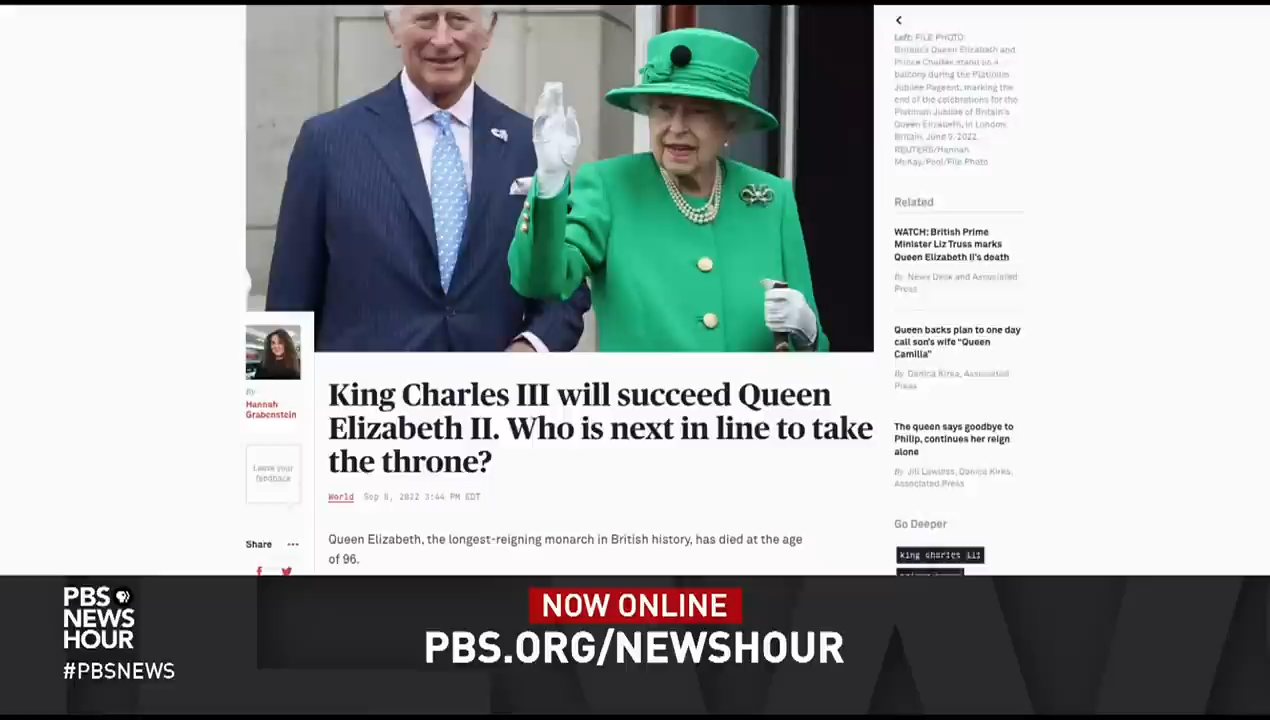 Left: FILE PHOTO
Britain's Queen Elizabeth and
Prince Charles stand on a
balcony during the Platinum
Jubilee Pageant, marking the
end of the celebrations for the
Platinum Jubilee of Britain's
Queen Elizabeth, in London,
Britain, June 5, 2022.
REUTERS/Hannah
McKay/Pool/File Photo
Related
WATCH: British Prime
Minister Liz Truss marks
Queen Elizabeth II's death
By News Desk and Associated
Press
Queen backs plan to one day
call son's wife “Queen
Camilla”
By Danica Kirka, Associated
Press
The queen says goodbye to
Philip, continues her reign
alone
By Jill Lawless, Danica Kirka,
Associated Press
Go Deeper
king charles iii
By
Hannah
Grabenstein
Leave your
feedback
Share
King Charles III will succeed Queen
Elizabeth II. Who is next in line to take
the throne?
World Sep 8, 2022 3:44 PM EDT
Queen Elizabeth, the longest-reigning monarch in British history, has died at the age
of 96.
PBS
NEWS
HOUR
#PBSNEWS
NOW ONLINE
PBS.ORG/NEWSHOUR